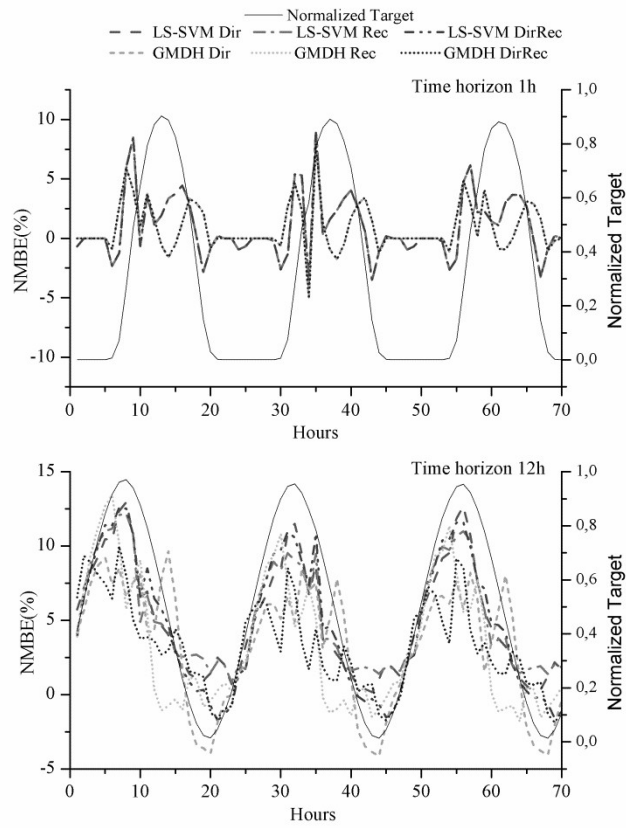 Normalized Target
LS-SVM Dir LS-SVM Rec LS-SVM DirRec
GMDH Dir GMDH Rec GMDH DirRec
Time horizon 1h
1,0
10
0,8
5
0,6
NMBE(%)
0
0,4
Normalized Target
-5
0,2
-10
0,0
0 10 20 30 40 50 60 70
Hours
15 1,0
Time horizon 12h
10
0,8
0,6
NMBE(%)
5
0,4
Normalized Target
0
0,2
0,0
-5
0 10 20 30 40 50 60 70
Hours